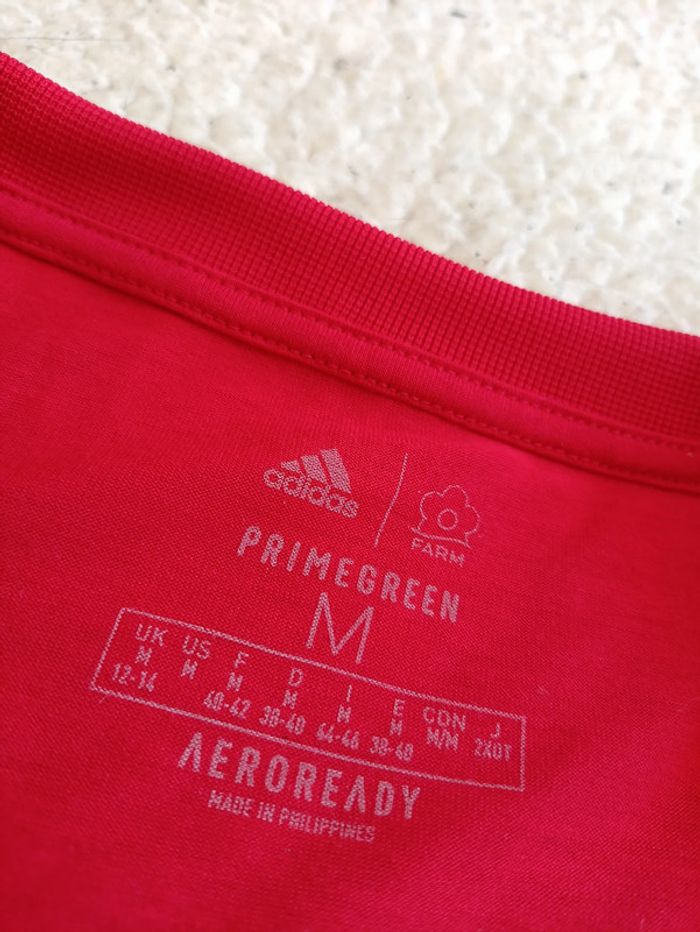 adidas
FARM
PRIMEGREEN
M
UK US F D I E CDN J
M M M M M M M/M 2XOT
12-14 40-42 38-40 44-46 38-40
AEROREADY
MADE IN PHILIPPINES